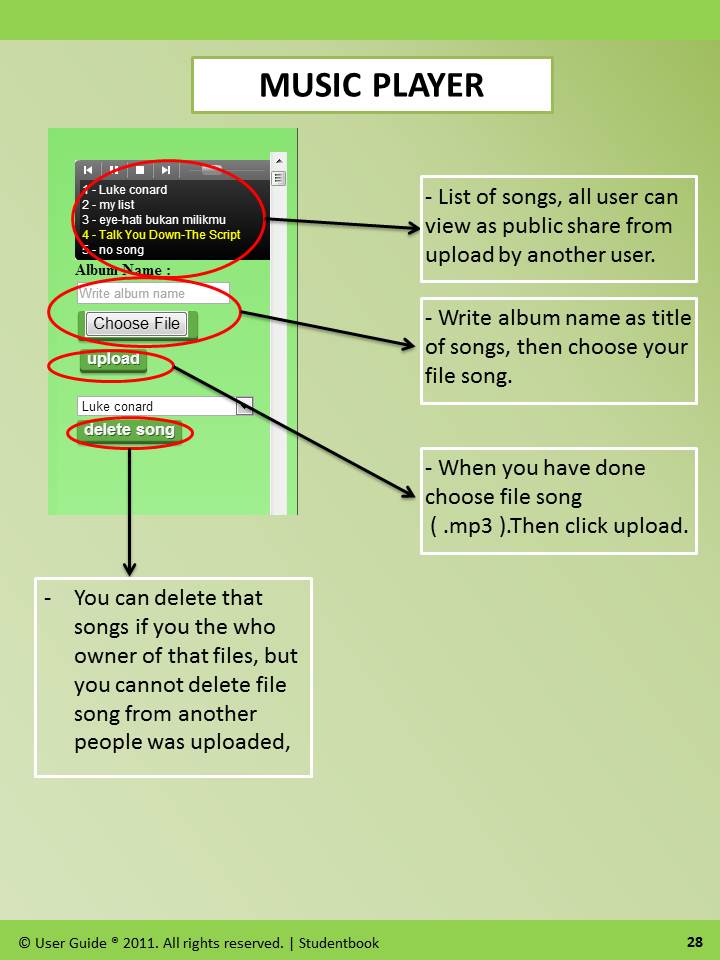 MUSIC PLAYER
1 - Luke conard
2 - my list
3 - eye-hati bukan milikmu
4 - Talk You Down-The Script
5 - no song
Album Name :
Write album name
Choose File
upload
Luke conard
delete song
- List of songs, all user can
view as public share from
upload by another user.
- Write album name as title
of songs, then choose your
file song.
- When you have done
choose file song
( .mp3 ).Then click upload.
- You can delete that
songs if you the who
owner of that files, but
you cannot delete file
song from another
people was uploaded,
© User Guide ® 2011. All rights reserved. | Studentbook
28